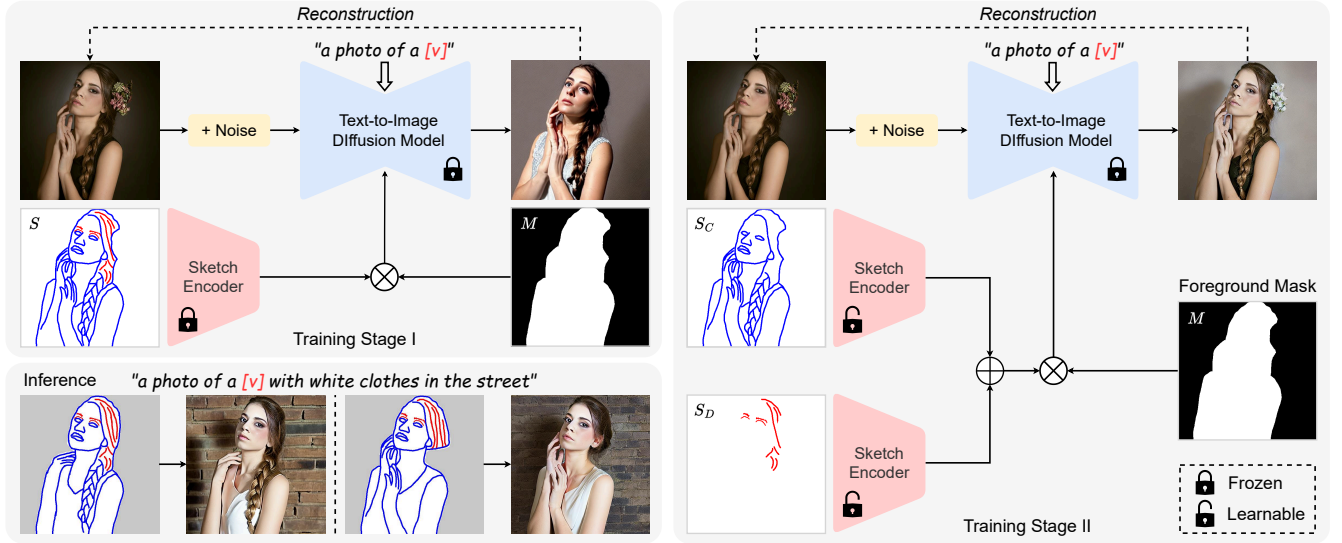 Reconstruction
"a photo of a [v]"
+ Noise
Text-to-Image
DIffusion Model
S
Sketch
Encoder
M
Training Stage I
Inference
"a photo of a [v] with white clothes in the street"
Reconstruction
"a photo of a [v]"
+ Noise
Text-to-Image
DIffusion Model
S_C
Sketch
Encoder
Foreground Mask
M
S_D
Sketch
Encoder
Training Stage II
Frozen
Learnable